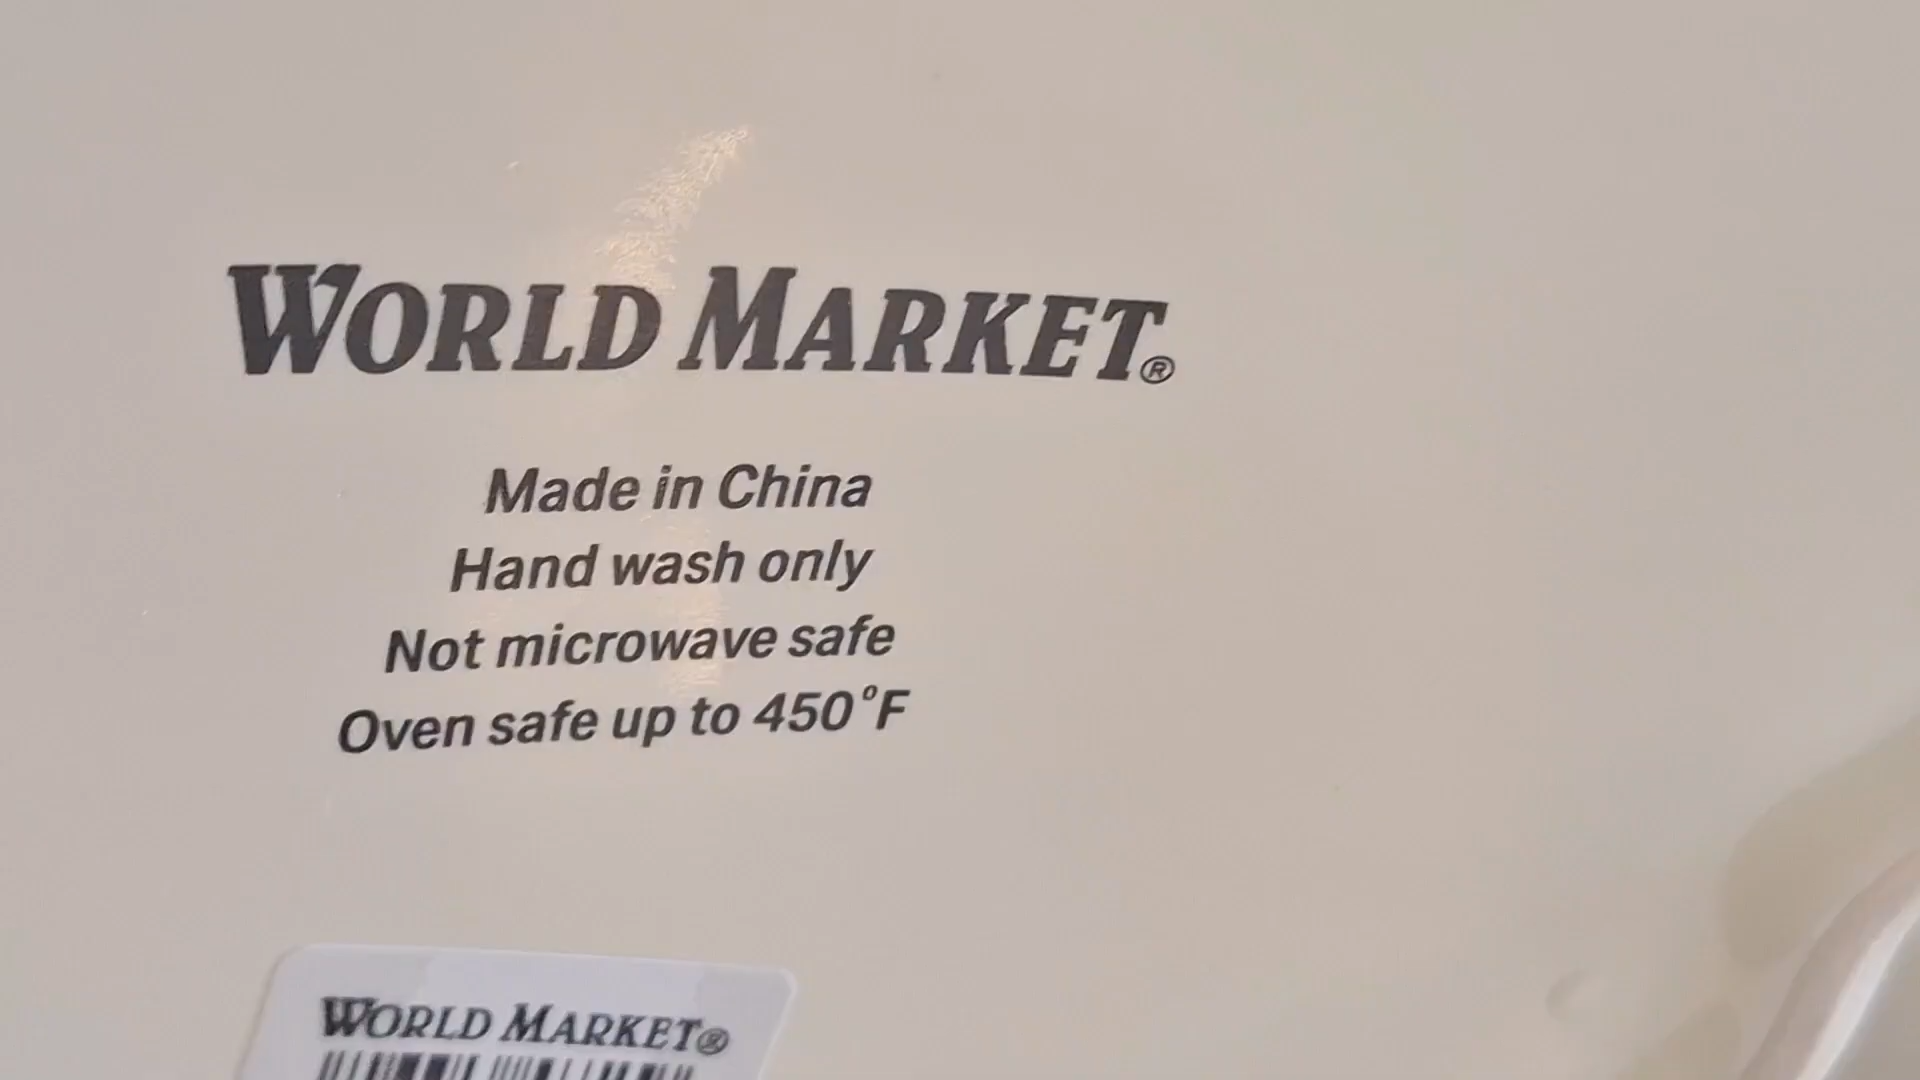 WORLD MARKET®
Made in China
Hand wash only
Not microwave safe
Oven safe up to 450°F
WORLD MARKET®